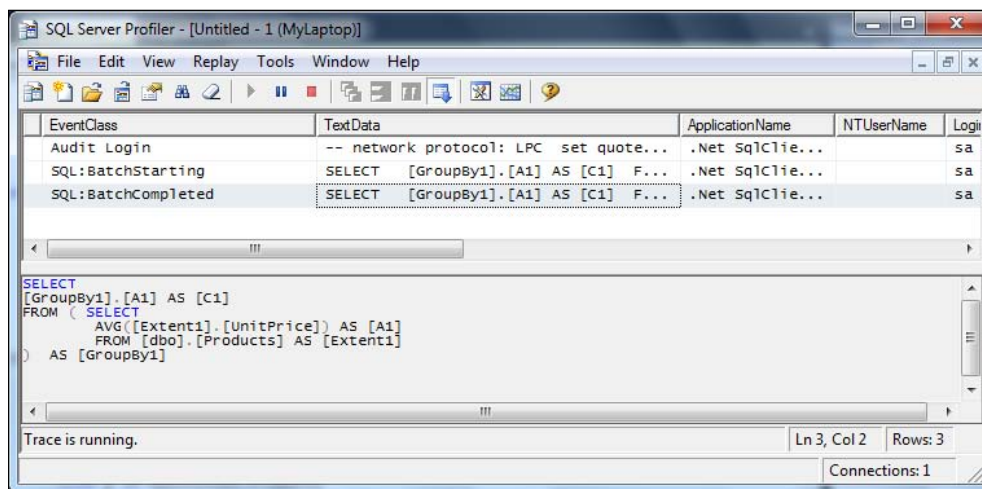 SQL Server Profiler - [Untitled - 1 (MyLaptop)]
File Edit View Replay Tools Window Help
EventClass TextData ApplicationName NTUserName Login
Audit Login -- network protocol: LPC set quote... .Net SqlClie... sa
SQL:BatchStarting SELECT [GroupBy1].[A1] AS [C1] F... .Net SqlClie... sa
SQL:BatchCompleted SELECT [GroupBy1].[A1] AS [C1] F... .Net SqlClie... sa
SELECT
[GroupBy1].[A1] AS [C1]
FROM ( SELECT
AVG([Extent1].[UnitPrice]) AS [A1]
FROM [dbo].[Products] AS [Extent1]
) AS [GroupBy1]
Trace is running. Ln 3, Col 2 Rows: 3
Connections: 1